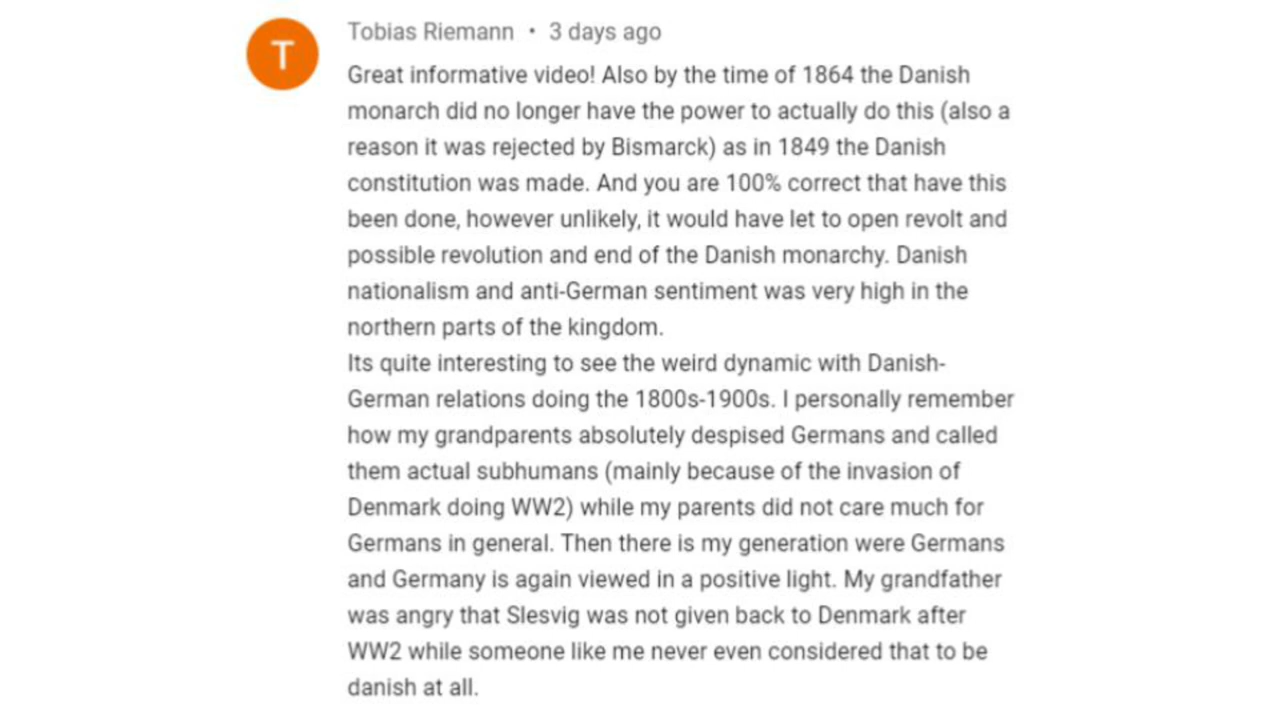 T
Tobias Riemann • 3 days ago
Great informative video! Also by the time of 1864 the Danish
monarch did no longer have the power to actually do this (also a
reason it was rejected by Bismarck) as in 1849 the Danish
constitution was made. And you are 100% correct that have this
been done, however unlikely, it would have let to open revolt and
possible revolution and end of the Danish monarchy. Danish
nationalism and anti-German sentiment was very high in the
northern parts of the kingdom.
Its quite interesting to see the weird dynamic with Danish-
German relations doing the 1800s-1900s. I personally remember
how my grandparents absolutely despised Germans and called
them actual subhumans (mainly because of the invasion of
Denmark doing WW2) while my parents did not care much for
Germans in general. Then there is my generation were Germans
and Germany is again viewed in a positive light. My grandfather
was angry that Slesvig was not given back to Denmark after
WW2 while someone like me never even considered that to be
danish at all.